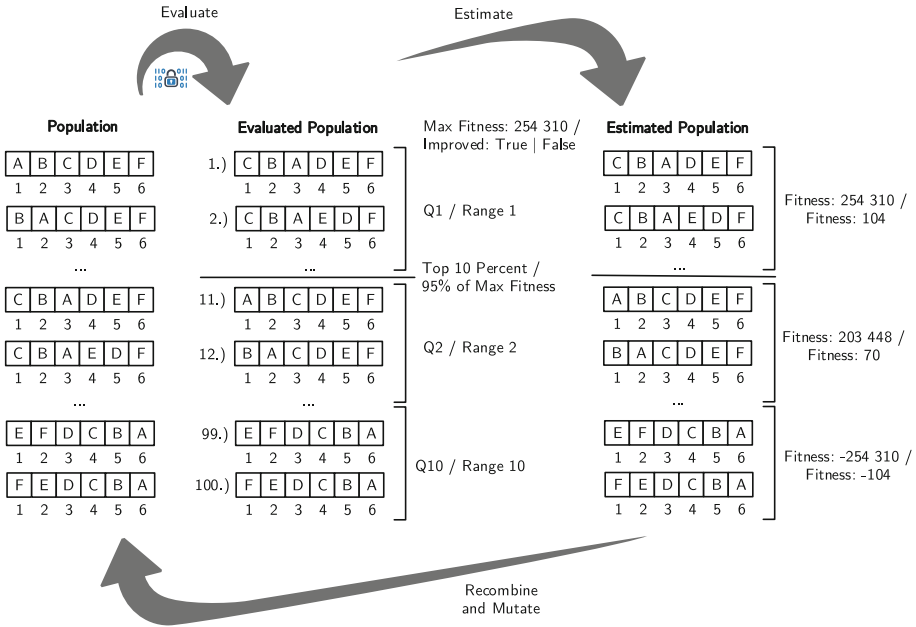 Evaluate
Estimate
110 011
10 01
10 01
Population
Evaluated Population
Max Fitness: 254 310 /
Improved: True | False
Estimated Population
A B C D E F
1 2 3 4 5 6
B A C D E F
1 2 3 4 5 6
...
C B A D E F
1 2 3 4 5 6
C B A E D F
1 2 3 4 5 6
...
E F D C B A
1 2 3 4 5 6
F E D C B A
1 2 3 4 5 6
1.) C B A D E F
1 2 3 4 5 6
2.) C B A E D F
1 2 3 4 5 6
...
11.) A B C D E F
1 2 3 4 5 6
12.) B A C D E F
1 2 3 4 5 6
...
99.) E F D C B A
1 2 3 4 5 6
100.) F E D C B A
1 2 3 4 5 6
Q1 / Range 1
Top 10 Percent /
95% of Max Fitness
Q2 / Range 2
Q10 / Range 10
C B A D E F
1 2 3 4 5 6
C B A E D F
1 2 3 4 5 6
...
A B C D E F
1 2 3 4 5 6
B A C D E F
1 2 3 4 5 6
...
E F D C B A
1 2 3 4 5 6
F E D C B A
1 2 3 4 5 6
Fitness: 254 310 /
Fitness: 104
Fitness: 203 448 /
Fitness: 70
Fitness: -254 310 /
Fitness: -104
Recombine
and Mutate